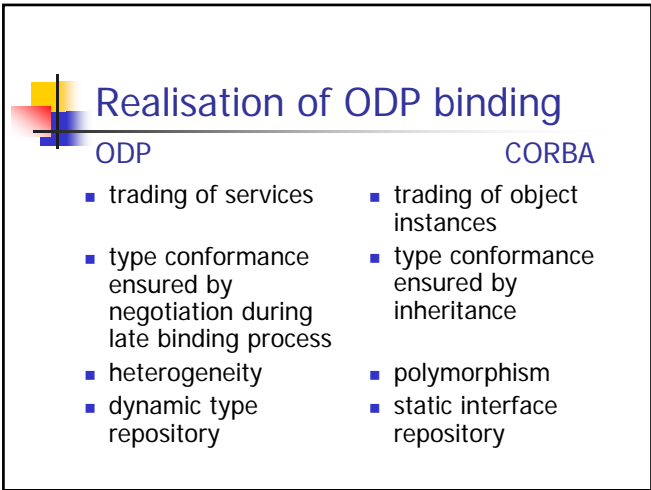 Realisation of ODP binding
ODP
trading of services
type conformance
ensured by
negotiation during
late binding process
heterogeneity
dynamic type
repository
CORBA
trading of object
instances
type conformance
ensured by
inheritance
polymorphism
static interface
repository